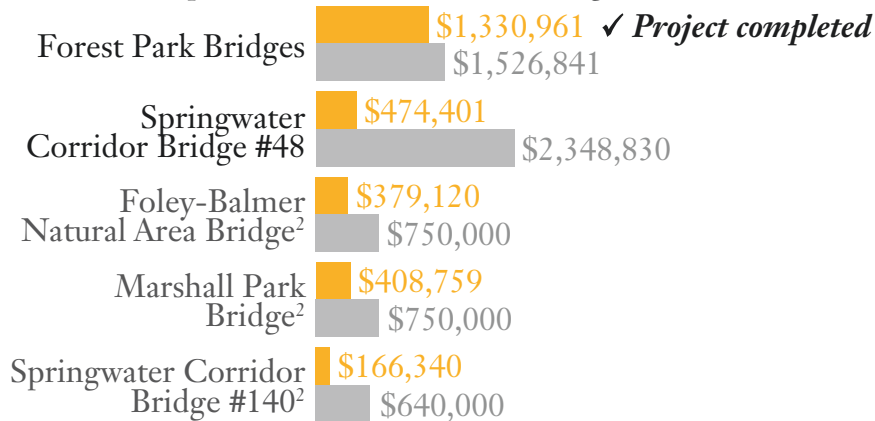 Forest Park Bridges
$1,330,961 ✓ Project completed
$1,526,841
Springwater
Corridor Bridge #48
$474,401
$2,348,830
Foley-Balmer
Natural Area Bridge²
$379,120
$750,000
Marshall Park
Bridge²
$408,759
$750,000
Springwater Corridor
Bridge #140²
$166,340
$640,000